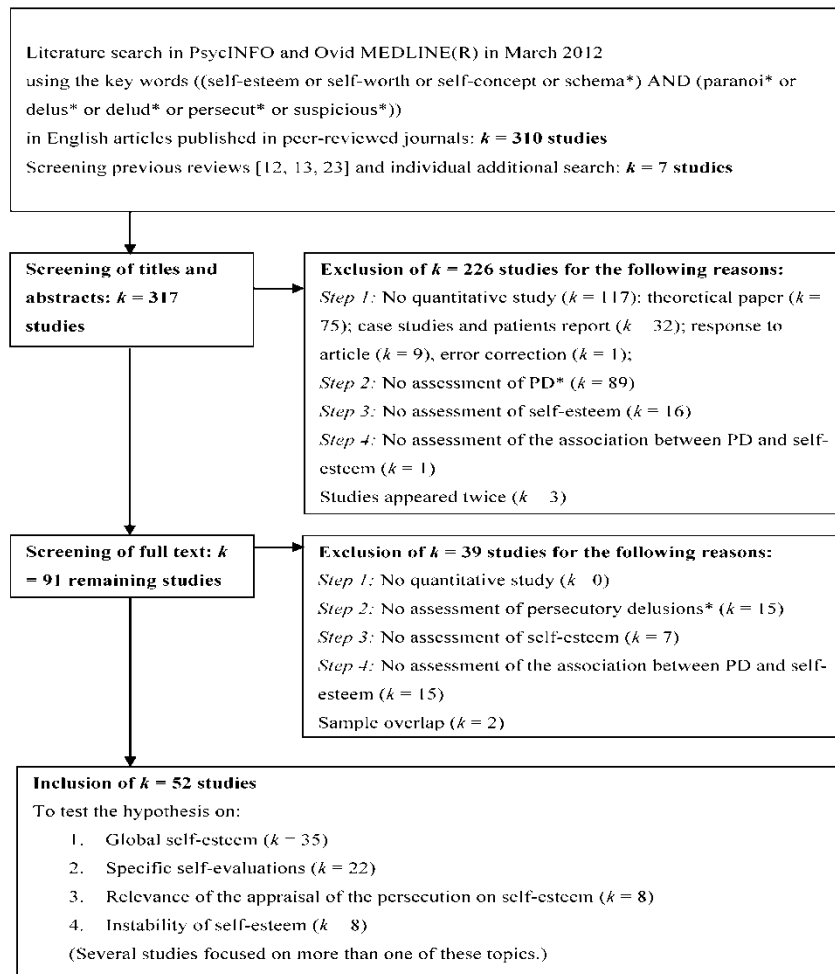 Literature search in PsycINFO and Ovid MEDLINE(R) in March 2012
using the key words ((self-esteem or self-worth or self-concept or schema*) AND (paranoi* or
delus* or delud* or persecut* or suspicious*))
in English articles published in peer-reviewed journals: k = 310 studies
Screening previous reviews [12, 13, 23] and individual additional search: k = 7 studies
Screening of titles and
abstracts: k = 317
studies
Exclusion of k = 226 studies for the following reasons:
Step 1: No quantitative study (k = 117): theoretical paper (k =
75); case studies and patients report (k 32); response to
article (k = 9), error correction (k = 1);
Step 2: No assessment of PD* (k = 89)
Step 3: No assessment of self-esteem (k = 16)
Step 4: No assessment of the association between PD and self-
esteem (k = 1)
Studies appeared twice (k 3)
Screening of full text: k
= 91 remaining studies
Exclusion of k = 39 studies for the following reasons:
Step 1: No quantitative study (k 0)
Step 2: No assessment of persecutory delusions* (k = 15)
Step 3: No assessment of self-esteem (k = 7)
Step 4: No assessment of the association between PD and self-
esteem (k = 15)
Sample overlap (k = 2)
Inclusion of k = 52 studies
To test the hypothesis on:
1. Global self-esteem (k = 35)
2. Specific self-evaluations (k = 22)
3. Relevance of the appraisal of the persecution on self-esteem (k = 8)
4. Instability of self-esteem (k 8)
(Several studies focused on more than one of these topics.)